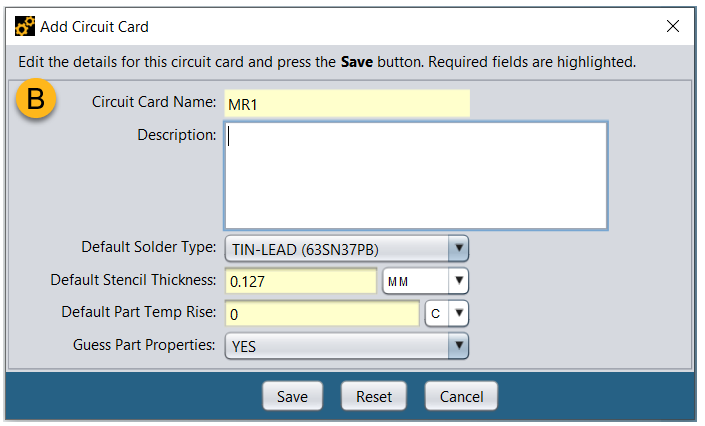 Add Circuit Card
Edit the details for this circuit card and press the Save button. Required fields are highlighted.
B
Circuit Card Name: MR1
Description:
Default Solder Type: TIN-LEAD (63SN37PB)
Default Stencil Thickness: 0.127 MM
Default Part Temp Rise: 0 C
Guess Part Properties: YES
Save Reset Cancel